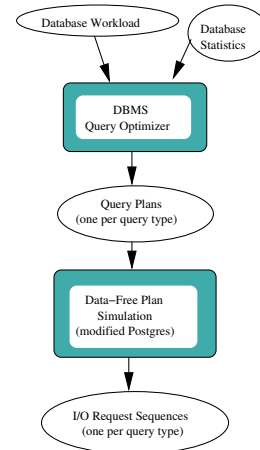 Database Workload
Database
Statistics
DBMS
Query Optimizer
Query Plans
(one per query type)
Data−Free Plan
Simulation
(modified Postgres)
I/O Request Sequences
(one per query type)